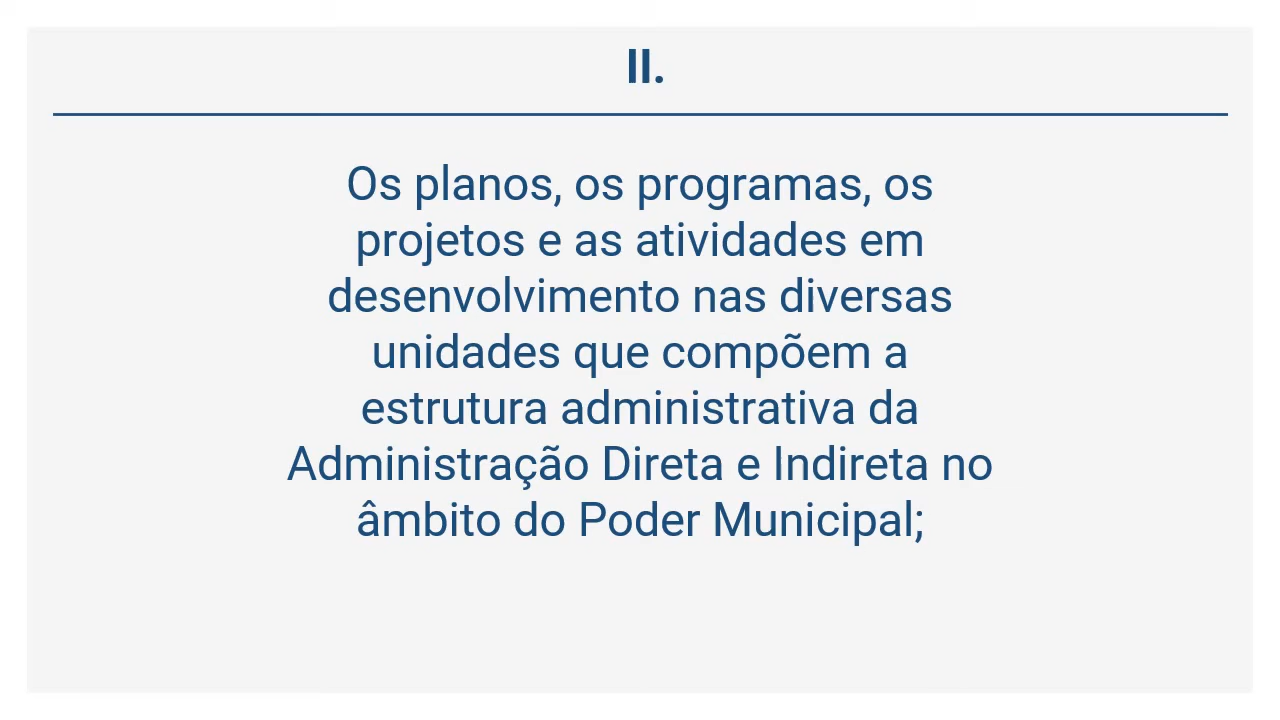 II.
Os planos, os programas, os
projetos e as atividades em
desenvolvimento nas diversas
unidades que compõem a
estrutura administrativa da
Administração Direta e Indireta no
âmbito do Poder Municipal;